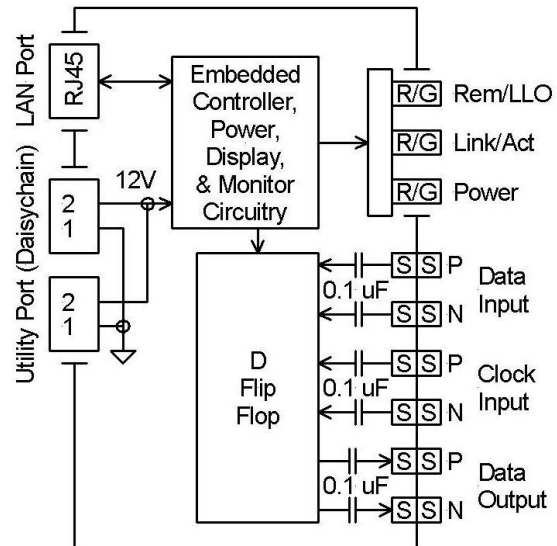 LAN Port
RJ45
Embedded
Controller,
Power,
Display,
& Monitor
Circuitry
R/G Rem/LLO
R/G Link/Act
R/G Power
Utility Port (Daisychain)
12V
2
1
2
1
D
Flip
Flop
0.1 uF
S S P
S S N
Data
Input
0.1 uF
S S P
S S N
Clock
Input
0.1 uF
S S P
S S N
Data
Output